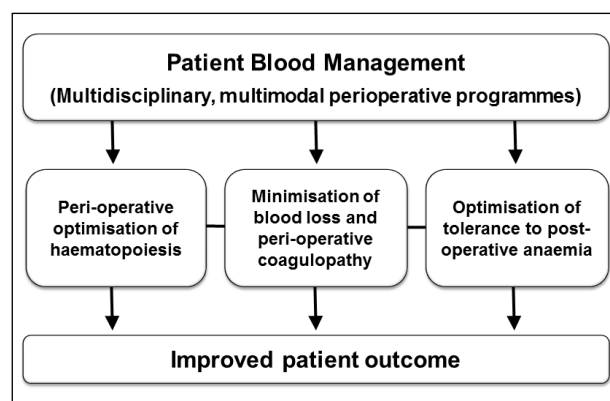 Patient Blood Management
(Multidisciplinary, multimodal perioperative programmes)
Peri-operative
optimisation of
haematopoiesis
Minimisation of
blood loss and
peri-operative
coagulopathy
Optimisation of
tolerance to post-
operative anaemia
Improved patient outcome